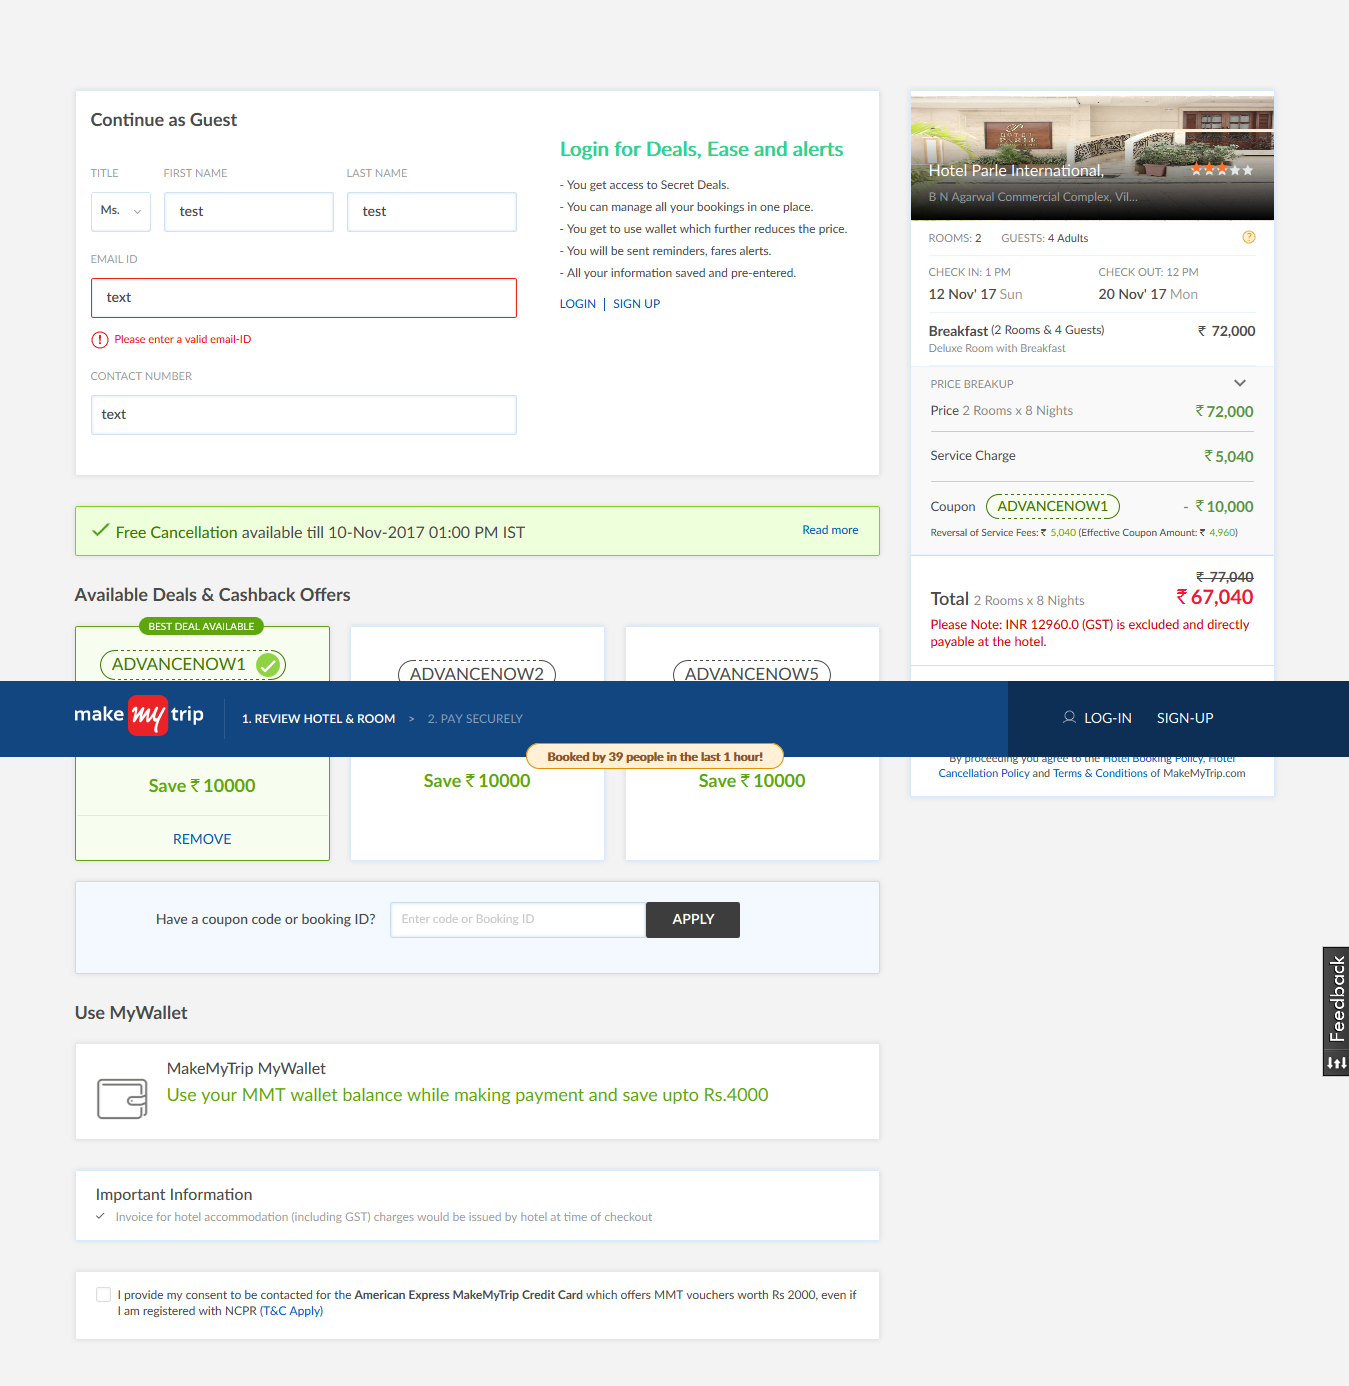 Continue as Guest
TITLE
FIRST NAME
LAST NAME
Ms.
test
test
EMAIL ID
text
Please enter a valid email-ID
CONTACT NUMBER
text
Login for Deals, Ease and alerts
- You get access to Secret Deals.
- You can manage all your bookings in one place.
- You get to use wallet which further reduces the price.
- You will be sent reminders, fares alerts.
- All your information saved and pre-entered.
LOGIN | SIGN UP
Free Cancellation available till 10-Nov-2017 01:00 PM IST
Read more
Available Deals & Cashback Offers
BEST DEAL AVAILABLE
ADVANCENOW1
ADVANCENOW2
ADVANCENOW5
make my trip
1. REVIEW HOTEL & ROOM > 2. PAY SECURELY
LOG-IN
SIGN-UP
Booked by 39 people in the last 1 hour!
Save ₹ 10000
Save ₹ 10000
Save ₹ 10000
REMOVE
Have a coupon code or booking ID?
Enter code or Booking ID
APPLY
Use MyWallet
MakeMyTrip MyWallet
Use your MMT wallet balance while making payment and save upto Rs.4000
Important Information
Invoice for hotel accommodation (including GST) charges would be issued by hotel at time of checkout
I provide my consent to be contacted for the American Express MakeMyTrip Credit Card which offers MMT vouchers worth Rs 2000, even if
I am registered with NCPR (T&C Apply)
HOTEL
PARLE
Hotel Parle International,
B N Agarwal Commercial Complex, Vil...
ROOMS: 2
GUESTS: 4 Adults
?
CHECK IN: 1 PM
CHECK OUT: 12 PM
12 Nov' 17 Sun
20 Nov' 17 Mon
Breakfast (2 Rooms & 4 Guests)
₹ 72,000
Deluxe Room with Breakfast
PRICE BREAKUP
Price 2 Rooms x 8 Nights
₹ 72,000
Service Charge
₹ 5,040
Coupon
ADVANCENOW1
- ₹ 10,000
Reversal of Service Fees: ₹ 5,040 (Effective Coupon Amount: ₹ 4,960)
₹ 77,040
Total 2 Rooms x 8 Nights
₹ 67,040
Please Note: INR 12960.0 (GST) is excluded and directly
payable at the hotel.
By proceeding you agree to the Hotel Booking Policy, Hotel
Cancellation Policy and Terms & Conditions of MakeMyTrip.com
Feedback